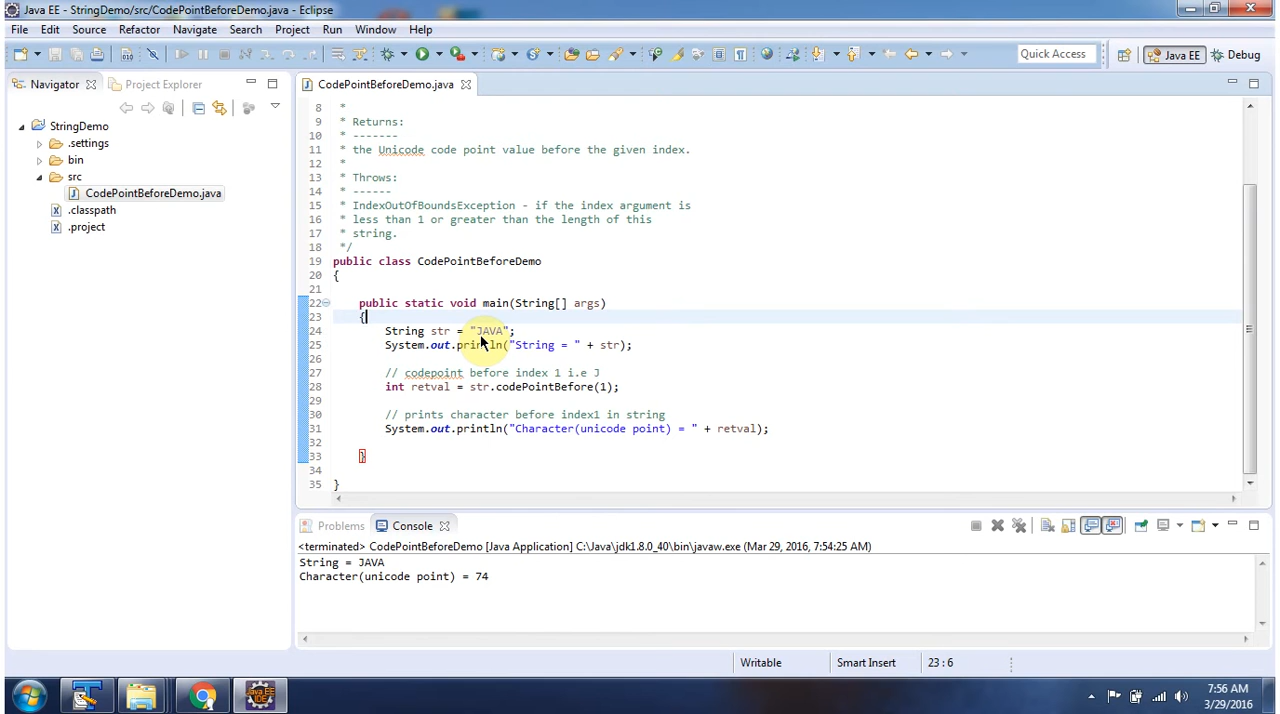 Java EE - StringDemo/src/CodePointBeforeDemo.java - Eclipse
File Edit Source Refactor Navigate Search Project Run Window Help
Quick Access Java EE Debug
Navigator Project Explorer
CodePointBeforeDemo.java
StringDemo
.settings
bin
src
CodePointBeforeDemo.java
.classpath
.project
8 *
9 * Returns:
10 * -------
11 * the Unicode code point value before the given index.
12 *
13 * Throws:
14 * ------
15 * IndexOutOfBoundsException - if the index argument is
16 * less than 1 or greater than the length of this
17 * string.
18 */
19 public class CodePointBeforeDemo
20 {
21
22 public static void main(String[] args)
23 {
24 String str = "JAVA";
25 System.out.println("String = " + str);
26
27 // codepoint before index 1 i.e J
28 int retval = str.codePointBefore(1);
29
30 // prints character before index1 in string
31 System.out.println("Character(unicode point) = " + retval);
32
33 }
34
35 }
Problems Console
<terminated> CodePointBeforeDemo [Java Application] C:\Java\jdk1.8.0_40\bin\javaw.exe (Mar 29, 2016, 7:54:25 AM)
String = JAVA
Character(unicode point) = 74
Writable Smart Insert 23 : 6
Java EE
IDE
7:56 AM
3/29/2016